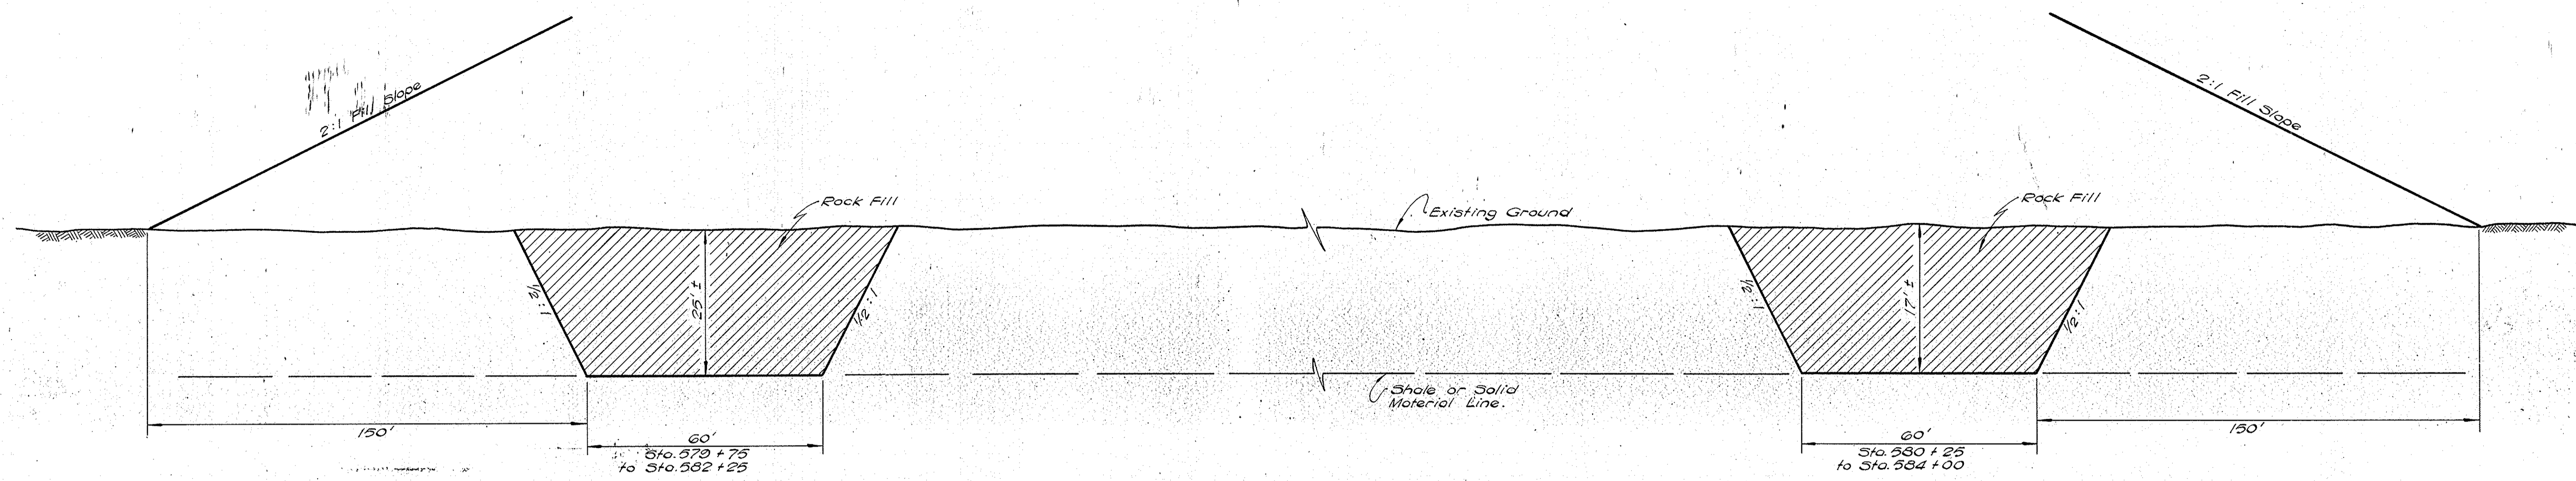 2:1 Fill Slope
2:1 Fill Slope
Rock Fill
Existing Ground
Rock Fill
1/2:1
25' ±
1/2:1
1/2:1
17' ±
1/2:1
Shale or Solid
Material Line.
150'
60'
Sta. 579 + 75
to Sta. 582 + 25
60'
Sta. 580 + 25
to Sta. 584 + 00
150'